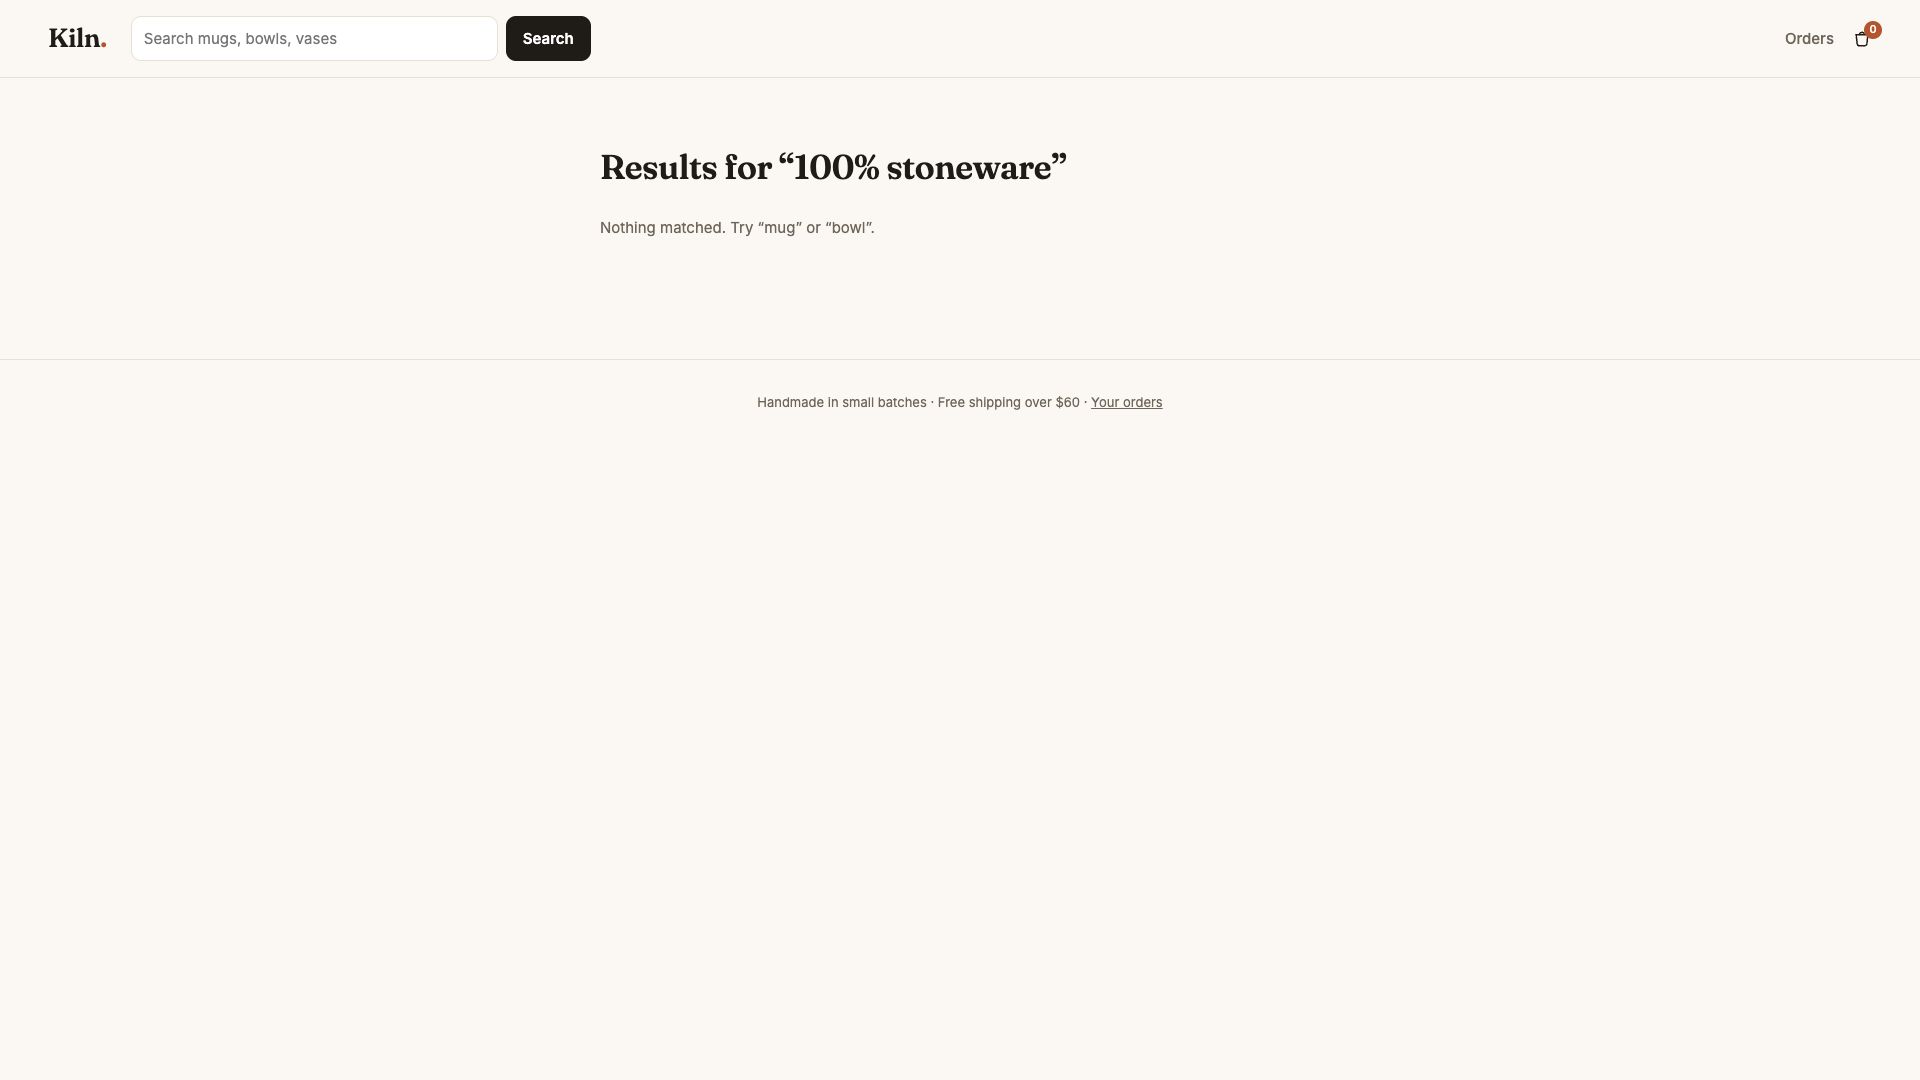 Kiln.
Search mugs, bowls, vases
Search
Orders
0
Results for “100% stoneware”
Nothing matched. Try “mug” or “bowl”.
Handmade in small batches · Free shipping over $60 · Your orders